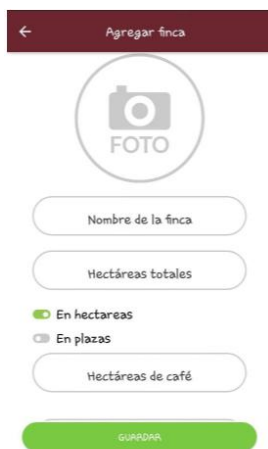 Agregar finca
FOTO
Nombre de la finca
Hectáreas totales
En hectareas
En plazas
Hectáreas de café
GUARDAR